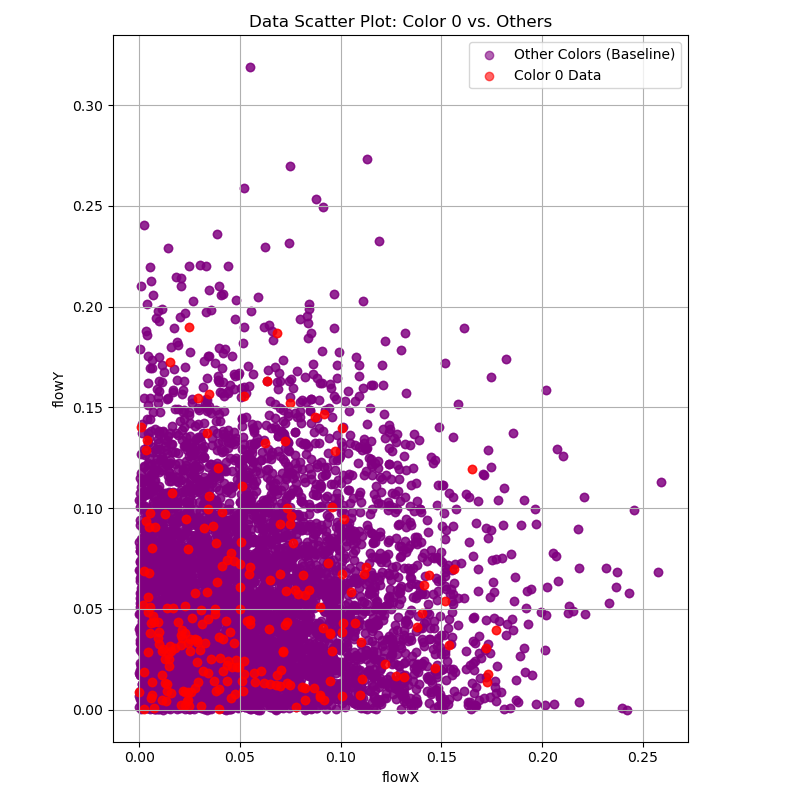 Data Scatter Plot: Color 0 vs. Others
Other Colors (Baseline)
Color 0 Data
flowY
0.30
0.25
0.20
0.15
0.10
0.05
0.00
0.00 0.05 0.10 0.15 0.20 0.25
flowX